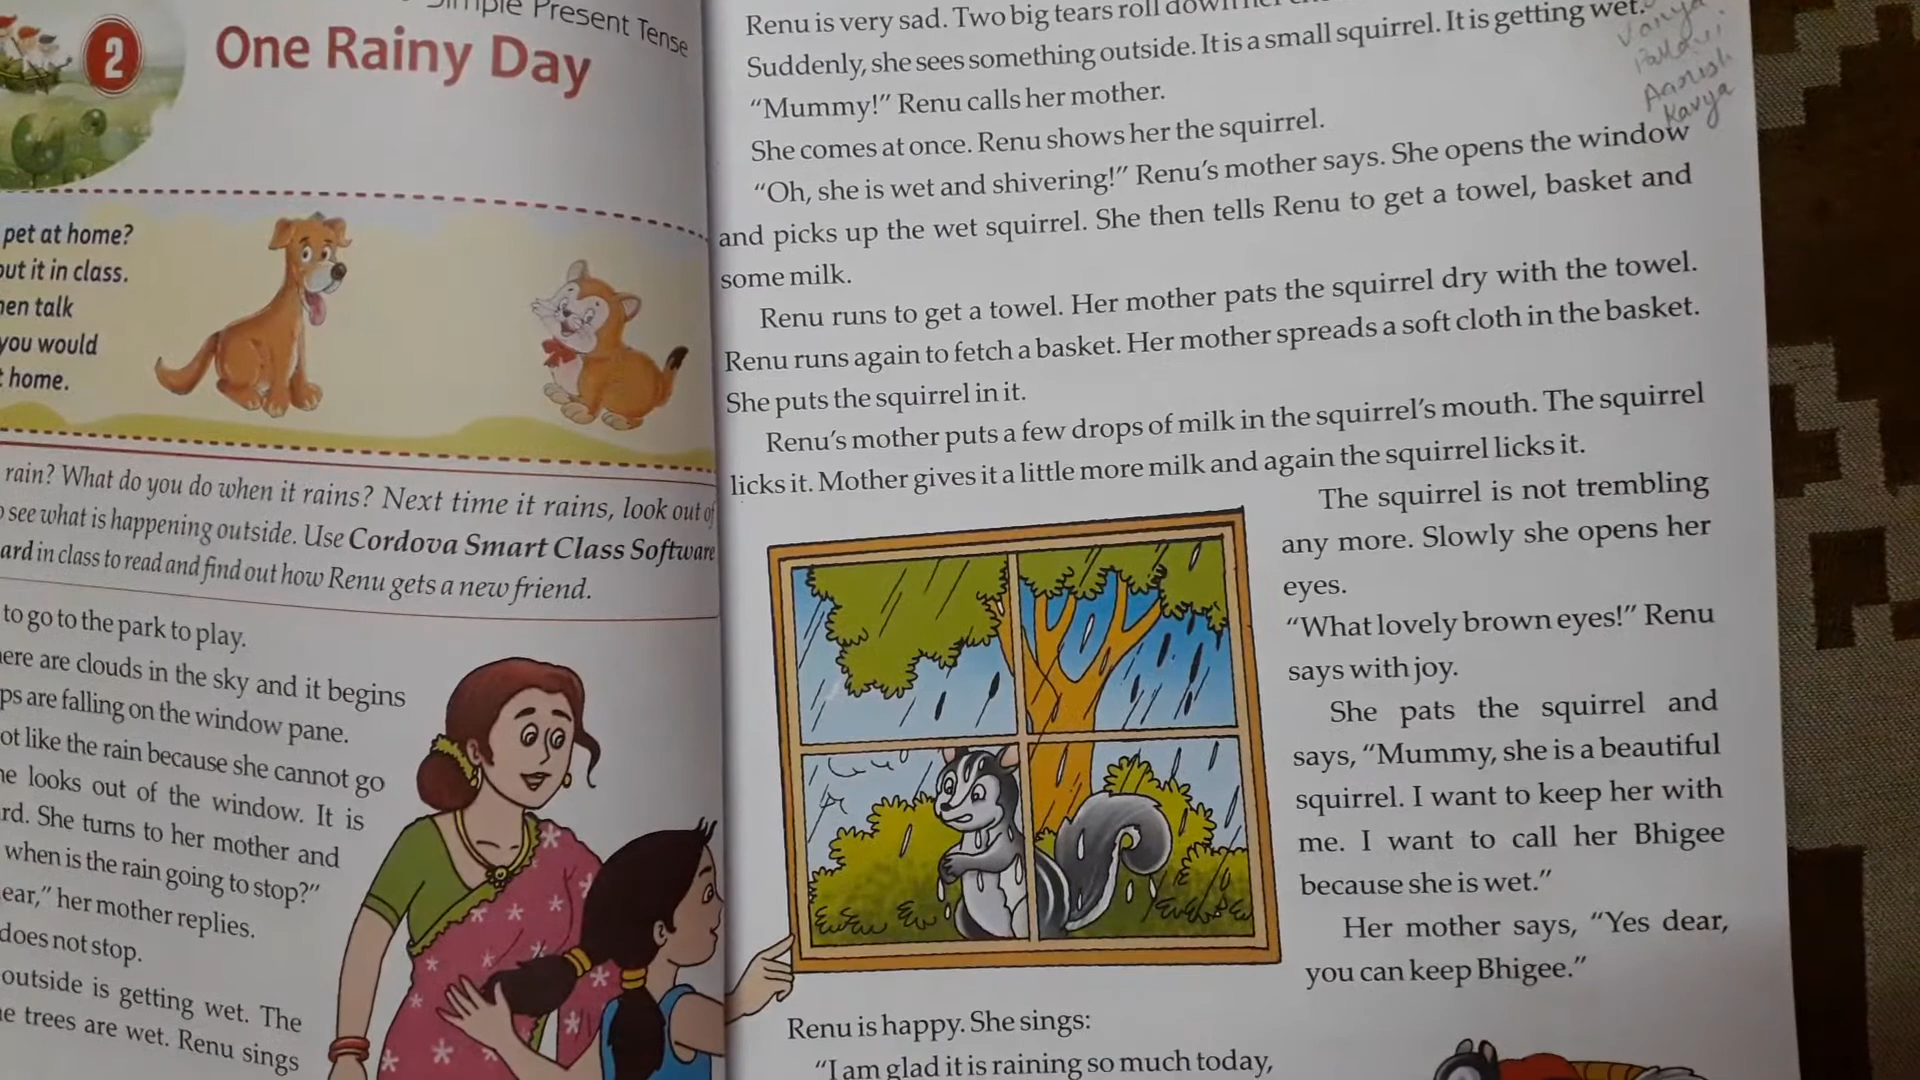 Simple Present Tense
2
One Rainy Day
pet at home?
out it in class.
talk
you would
home.
rain? What do you do when it rains? Next time it rains, look out of
see what is happening outside. Use Cordova Smart Class Software
in class to read and find out how Renu gets a new friend.
to go to the park to play.
are clouds in the sky and it begins
are falling on the window pane.
like the rain because she cannot go
looks out of the window. It is
She turns to her mother and
when is the rain going to stop?"
her mother replies.
does not stop.
outside is getting wet. The
trees are wet. Renu sings
Renu is very sad. Two big tears roll down
Suddenly, she sees something outside. It is a small squirrel. It is getting wet.
"Mummy!" Renu calls her mother.
She comes at once. Renu shows her the squirrel.
"Oh, she is wet and shivering!" Renu's mother says. She opens the window
and picks up the wet squirrel. She then tells Renu to get a towel, basket and
some milk.
Renu runs to get a towel. Her mother pats the squirrel dry with the towel.
Renu runs again to fetch a basket. Her mother spreads a soft cloth in the basket.
She puts the squirrel in it.
Renu's mother puts a few drops of milk in the squirrel's mouth. The squirrel
licks it. Mother gives it a little more milk and again the squirrel licks it.
The squirrel is not trembling
any more. Slowly she opens her
eyes.
"What lovely brown eyes!" Renu
says with joy.
She pats the squirrel and
says, "Mummy, she is a beautiful
squirrel. I want to keep her with
me. I want to call her Bhigee
because she is wet."
Her mother says, "Yes dear,
you can keep Bhigee."
Renu is happy. She sings:
"I am glad it is raining so much today,
Vanya
Kavya